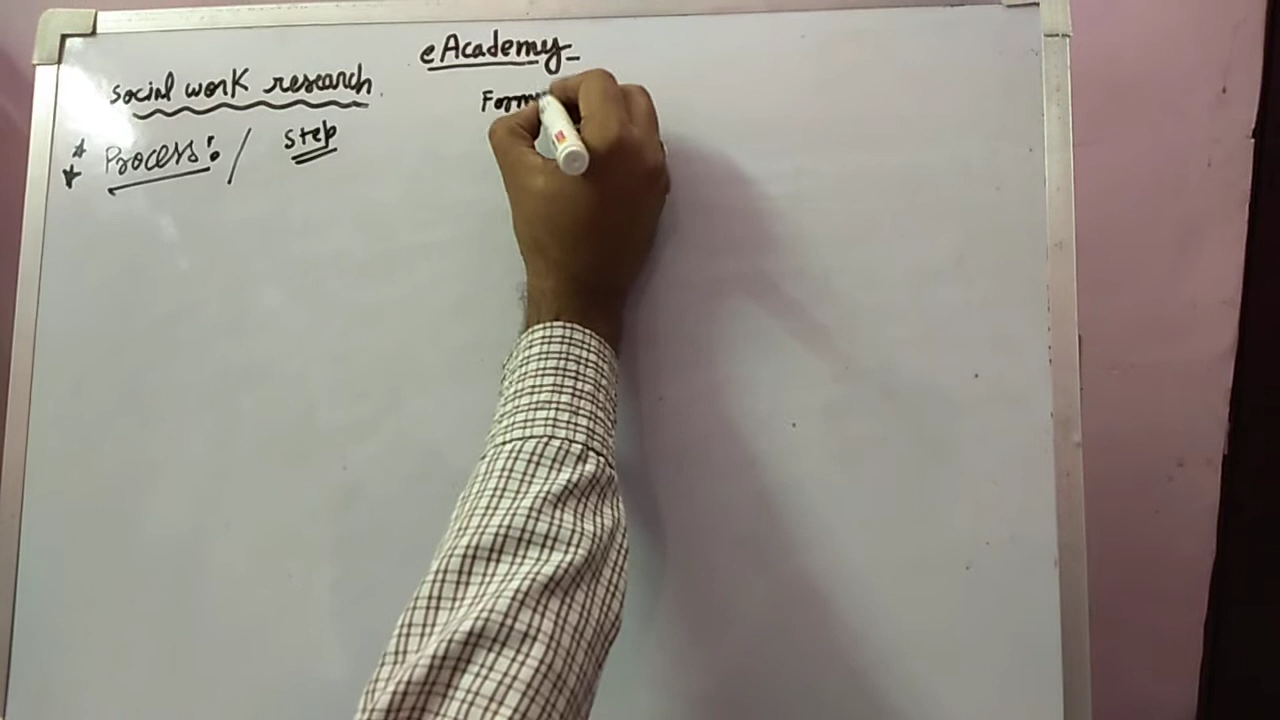 eAcademy
Social work research
Form
* * Process: / Step